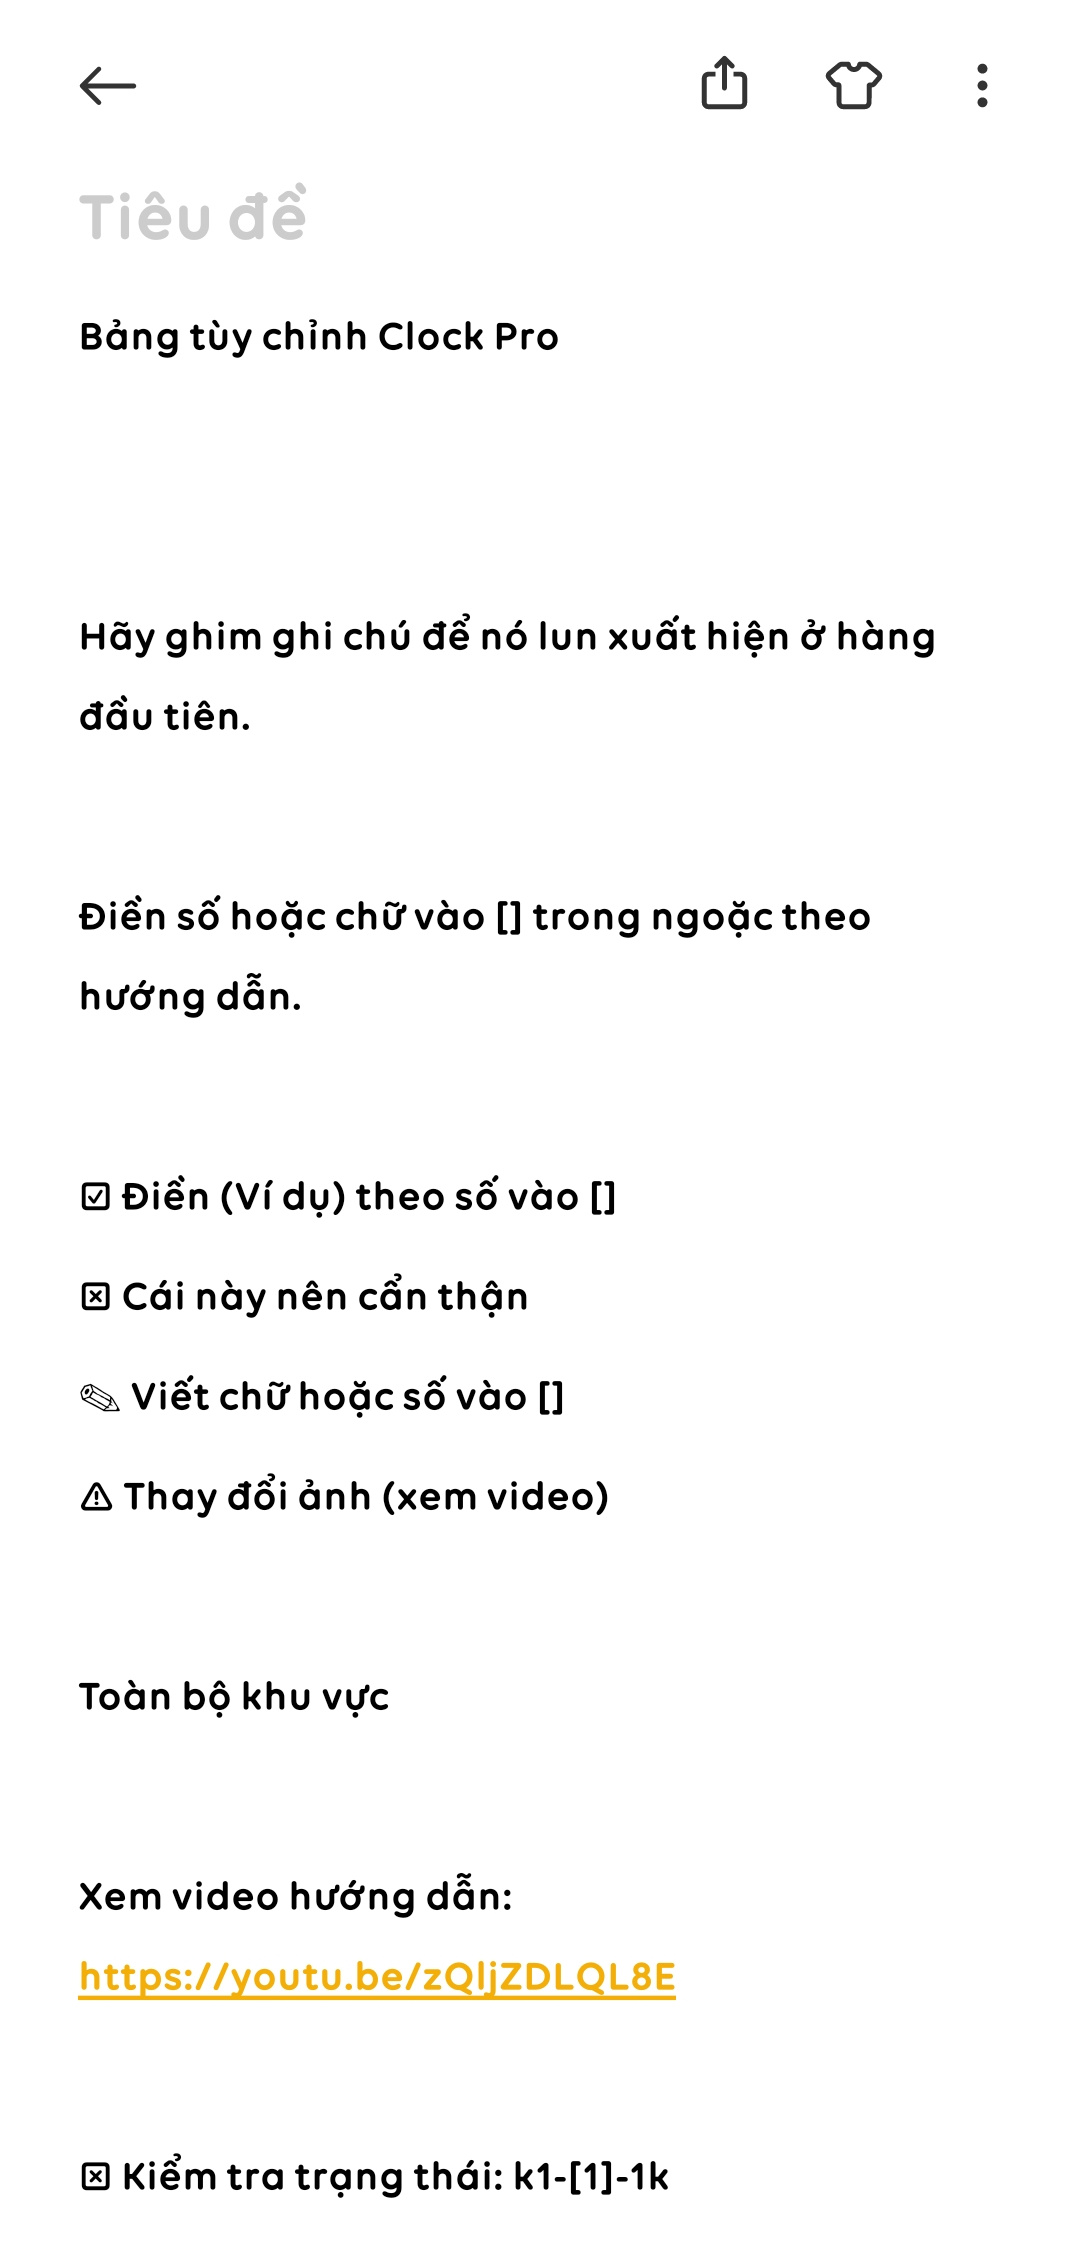 Tiêu đề
Bảng tùy chỉnh Clock Pro
Hãy ghim ghi chú để nó lun xuất hiện ở hàng
đầu tiên.
Điền số hoặc chữ vào [] trong ngoặc theo
hướng dẫn.
☑ Điền (Ví dụ) theo số vào []
☒ Cái này nên cẩn thận
✎ Viết chữ hoặc số vào []
⚠ Thay đổi ảnh (xem video)
Toàn bộ khu vực
Xem video hướng dẫn:
https://youtu.be/zQljZDLQL8E
☒ Kiểm tra trạng thái: k1-[1]-1k